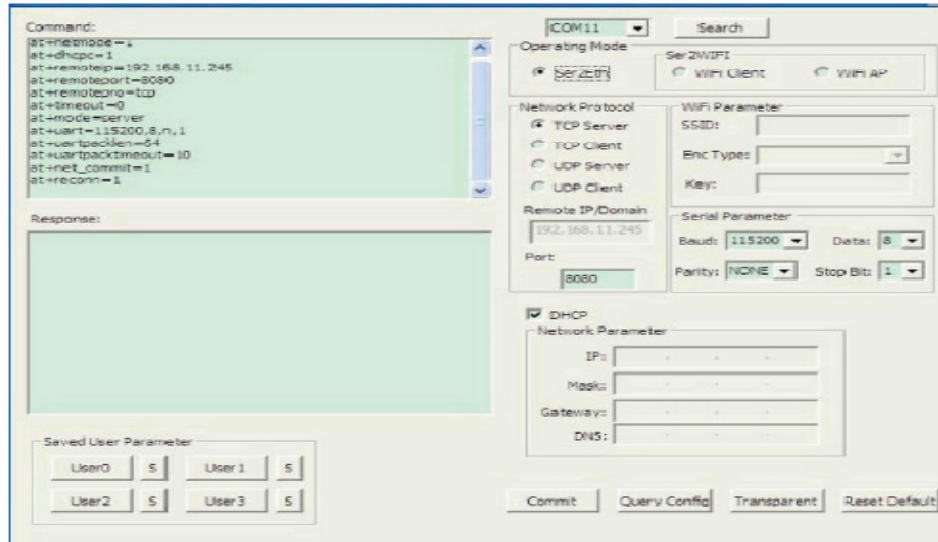 Command:
at+netmode=1
at+dhcpc=1
at+remoteip=192.168.11.245
at+remoteport=8080
at+remotepro=tcp
at+timeout=0
at+mode=server
at+uart=115200,8,n,1
at+uartpacklen=64
at+uartpacktimeout=10
at+net_commit=1
at+reconn=1
Response:
Saved User Parameter
User0 S User1 S
User2 S User3 S
COM11 Search
Operating Mode
Ser2Eth
Ser2WIFI
WiFi Client WiFi AP
Network Protocol
TCP Server
TCP Client
UDP Server
UDP Client
Remote IP/Domain
192.168.11.245
Port:
8080
WiFi Parameter
SSID:
Enc Type:
Key:
Serial Parameter
Baud: 115200 Data: 8
Parity: NONE Stop Bit: 1
DHCP
Network Parameter
IP:
Mask:
Gateway:
DNS:
Commit Query Config Transparent Reset Default